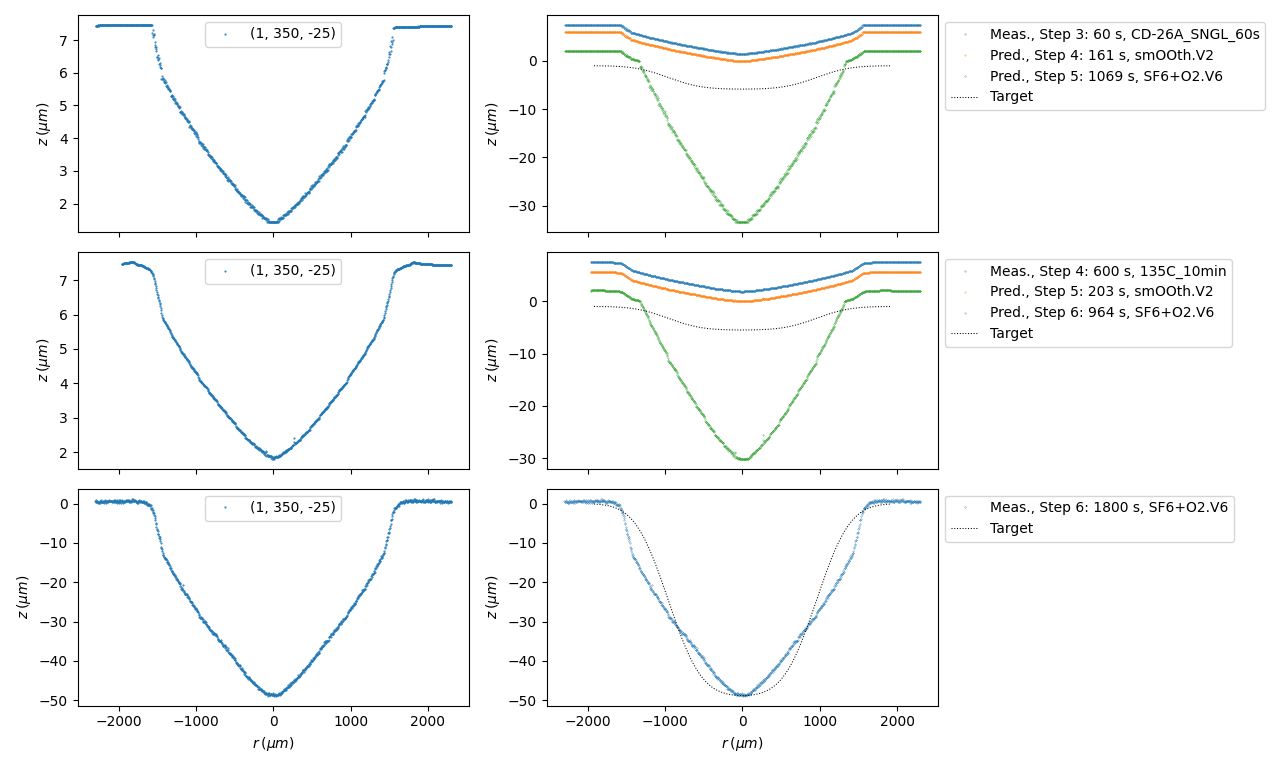 (1, 350, -25)
7
6
5
4
3
2
z (μm)
0
−10
−20
−30
z (μm)
Meas., Step 3: 60 s, CD-26A_SNGL_60s
Pred., Step 4: 161 s, smOOth.V2
Pred., Step 5: 1069 s, SF6+O2.V6
Target
(1, 350, -25)
7
6
5
4
3
2
z (μm)
0
−10
−20
−30
z (μm)
Meas., Step 4: 600 s, 135C_10min
Pred., Step 5: 203 s, smOOth.V2
Pred., Step 6: 964 s, SF6+O2.V6
Target
(1, 350, -25)
0
−10
−20
−30
−40
−50
z (μm)
−2000 −1000 0 1000 2000
r (μm)
0
−10
−20
−30
−40
−50
z (μm)
−2000 −1000 0 1000 2000
r (μm)
Meas., Step 6: 1800 s, SF6+O2.V6
Target